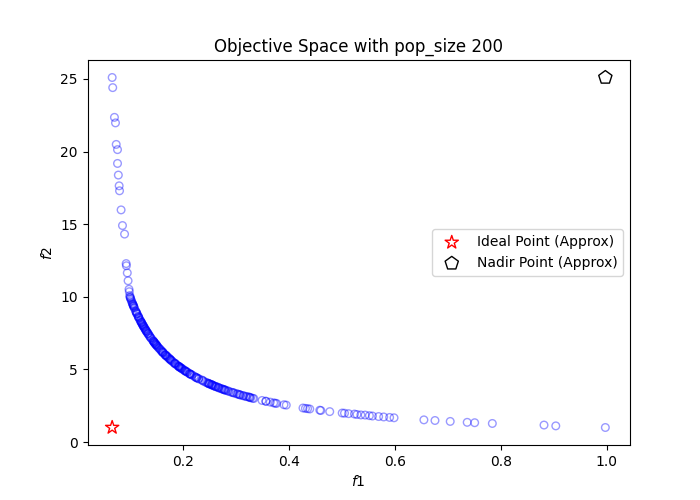 Objective Space with pop_size 200
f2
25
20
15
10
5
0
Ideal Point (Approx)
Nadir Point (Approx)
0.2 0.4 0.6 0.8 1.0
f1